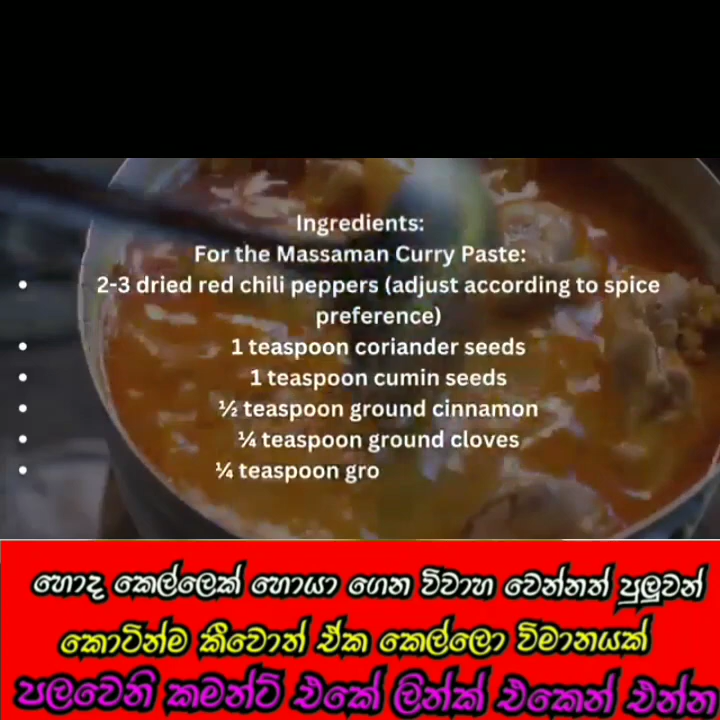 Ingredients:
For the Massaman Curry Paste:
• 2-3 dried red chili peppers (adjust according to spice
preference)
• 1 teaspoon coriander seeds
• 1 teaspoon cumin seeds
• ½ teaspoon ground cinnamon
• ¼ teaspoon ground cloves
• ¼ teaspoon gro
හොද කෙල්ලෙක් හොයා ගෙන විවාහ වෙන්නත් පුලුවන්
කොටින්ම කීවොත් ඒක කෙල්ලො විමානයක්
පලවෙනි කමන්ට් එකේ ලින්ක් එකෙන් එන්න